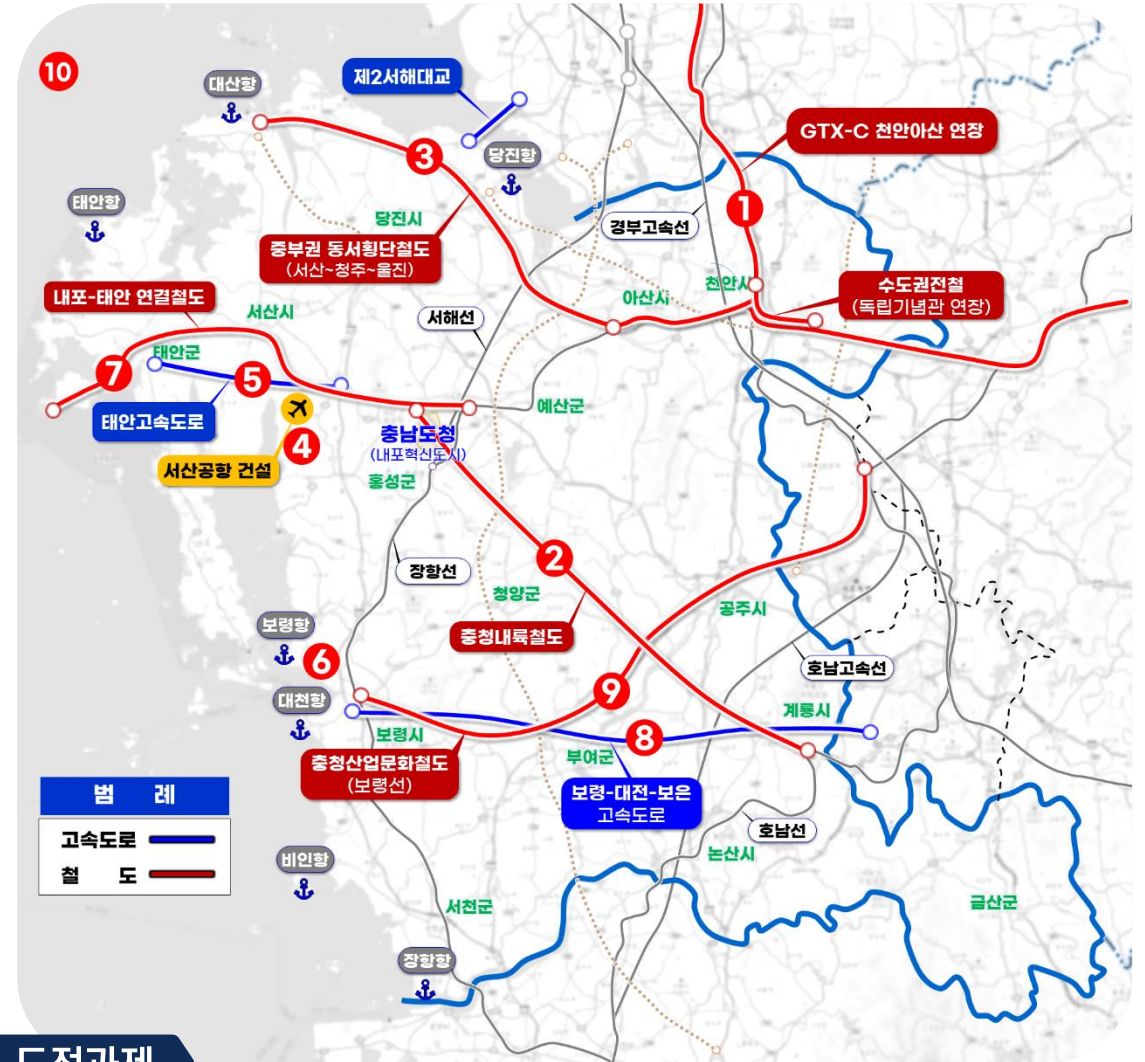 10
대산항
제2서해대교
GTX-C 천안아산 연장
3
당진항
태안항
1
경부고속선
당진시
중부권 동서횡단철도
(서산~청주~울진)
천안시
수도권전철
(독립기념관 연장)
내포-태안 연결철도
서산시
아산시
서해선
태안군
7
5
예산군
태안고속도로
4
충남도청
(내포혁신도시)
서산공항 건설
홍성군
2
장항선
청양군
공주시
보령항
충청내륙철도
6
호남고속선
9
대천항
계룡시
보령시
8
부여군
충청산업문화철도
(보령선)
보령-대전-보은
고속도로
범 례
고속도로
철 도
호남선
논산시
비인항
서천군
금산군
장항항
도전과제